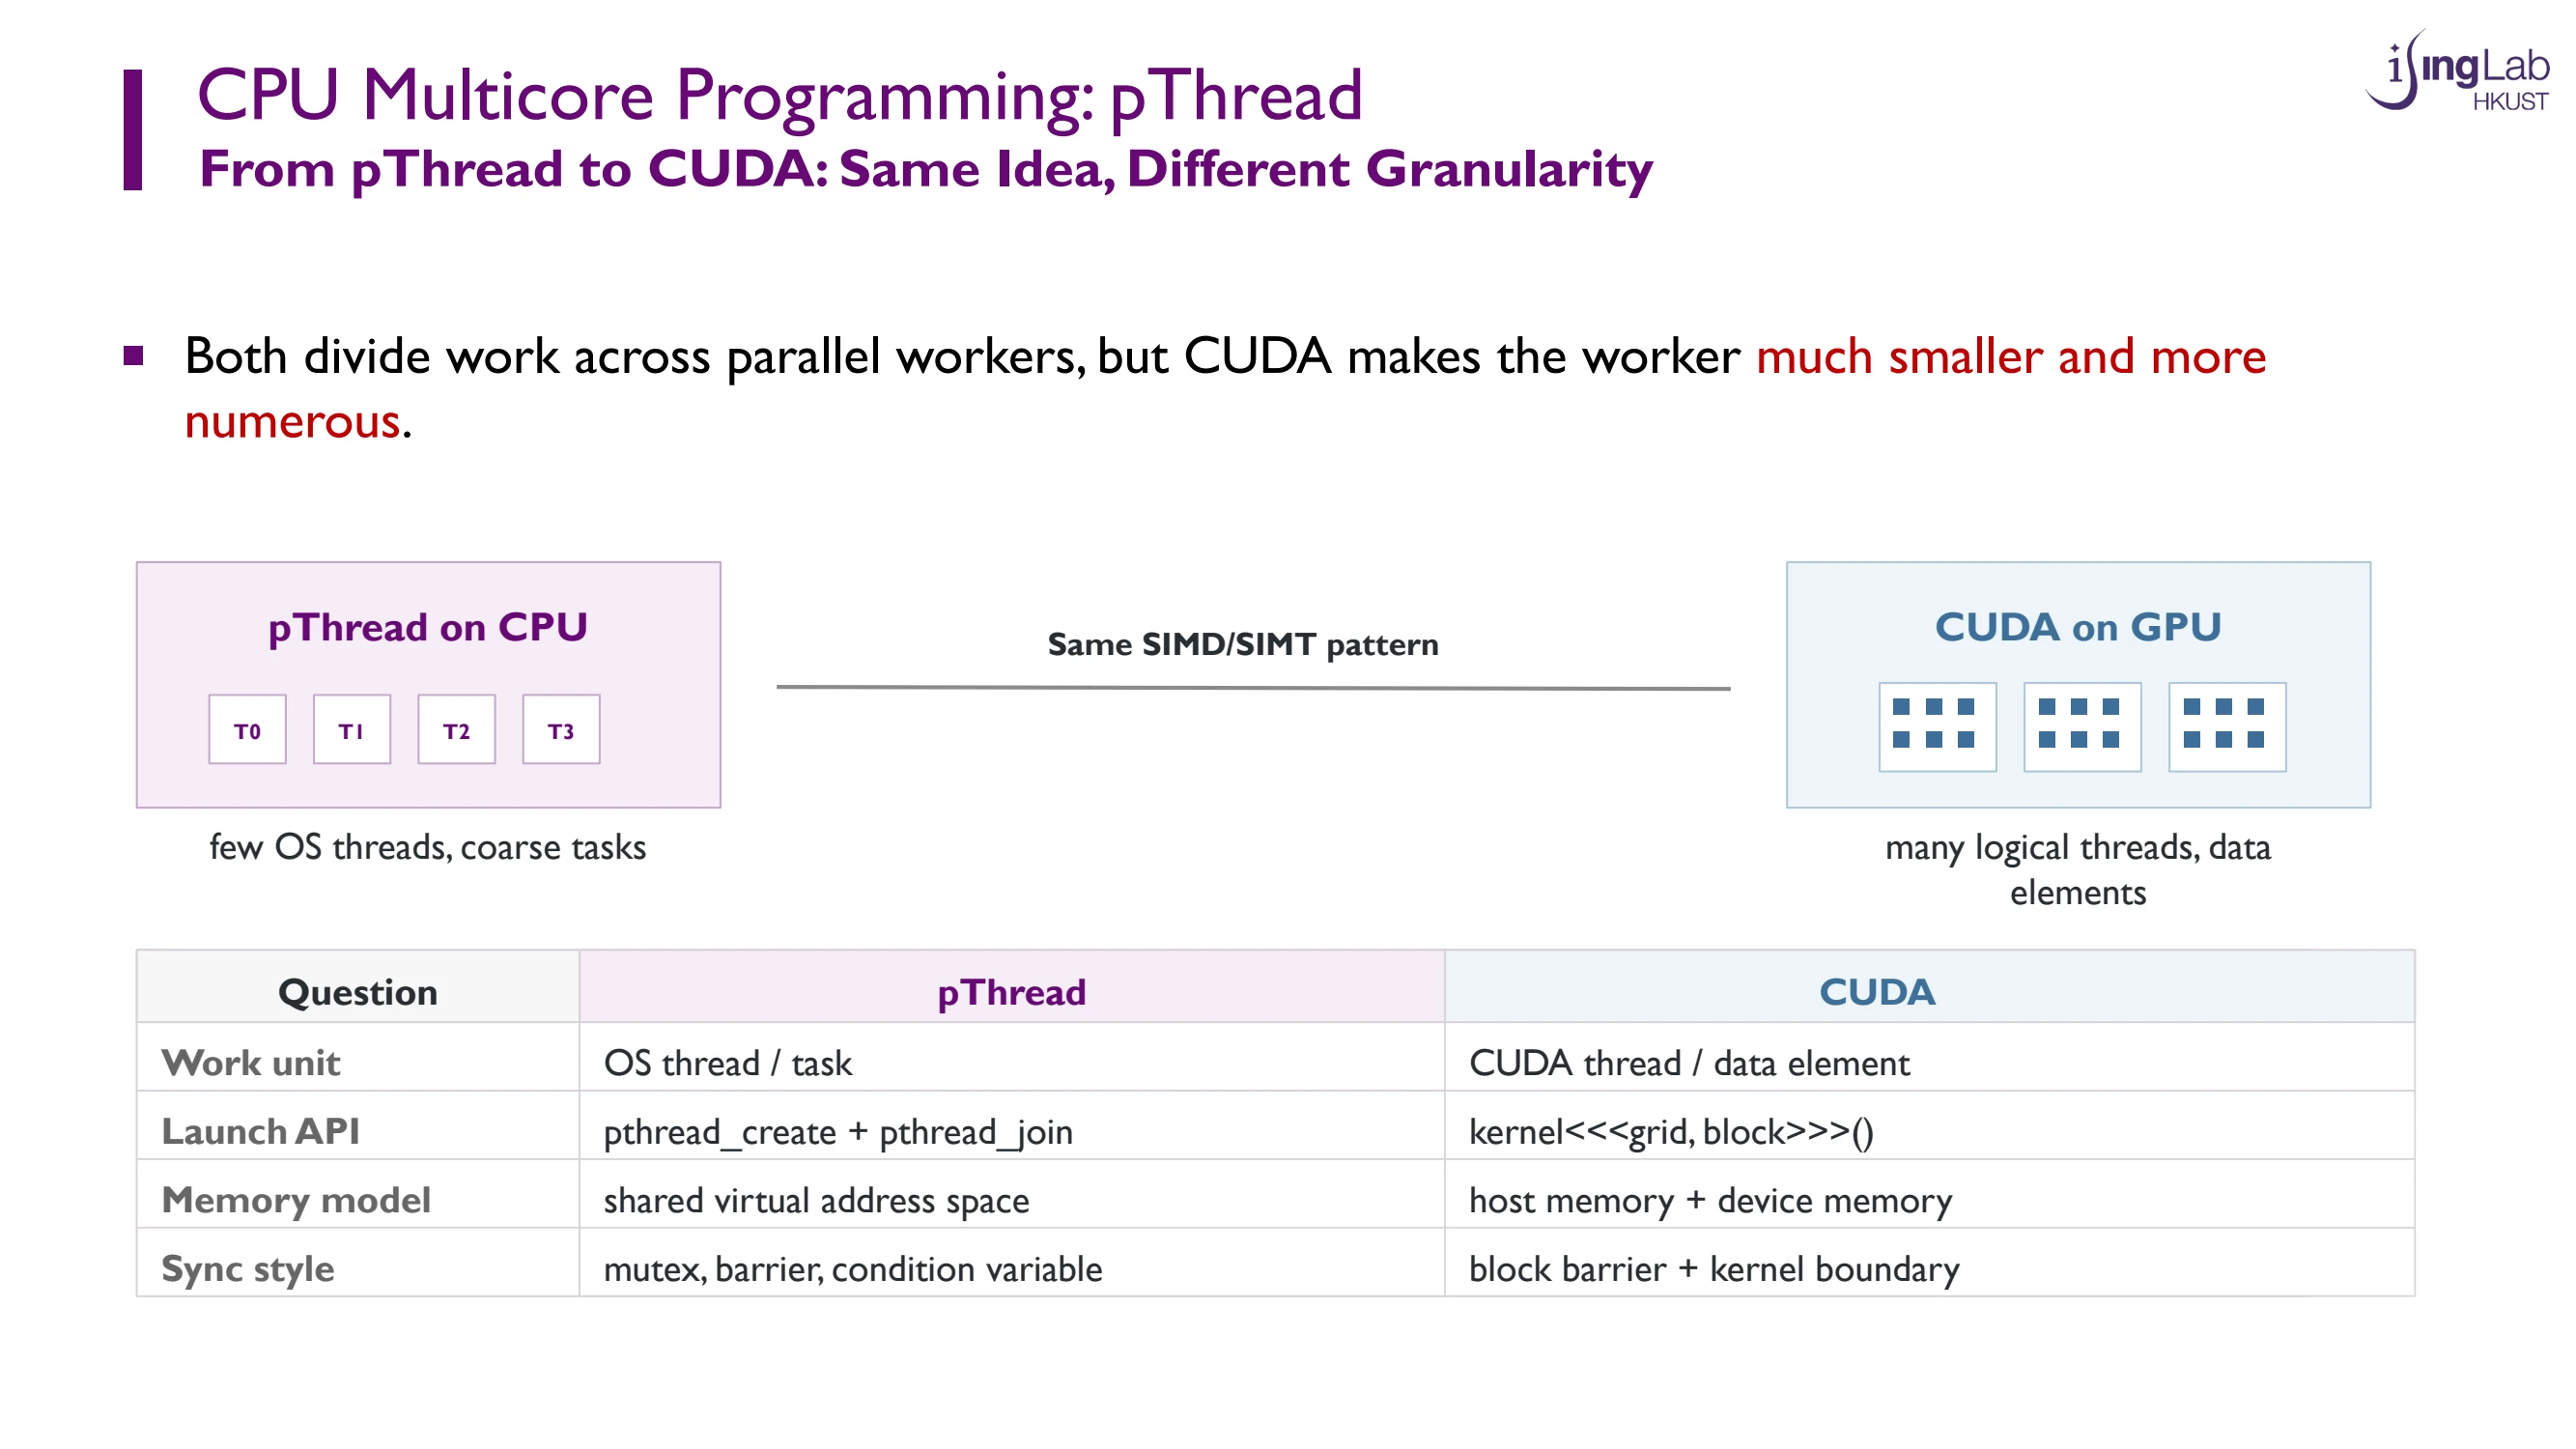 CPU Multicore Programming: pThread
From pThread to CUDA: Same Idea, Different Granularity
iSingLab
HKUST
Both divide work across parallel workers, but CUDA makes the worker much smaller and more
numerous.
pThread on CPU
T0 T1 T2 T3
few OS threads, coarse tasks
Same SIMD/SIMT pattern
CUDA on GPU
many logical threads, data
elements
Question pThread CUDA
Work unit OS thread / task CUDA thread / data element
Launch API pthread_create + pthread_join kernel<<<grid, block>>>()
Memory model shared virtual address space host memory + device memory
Sync style mutex, barrier, condition variable block barrier + kernel boundary